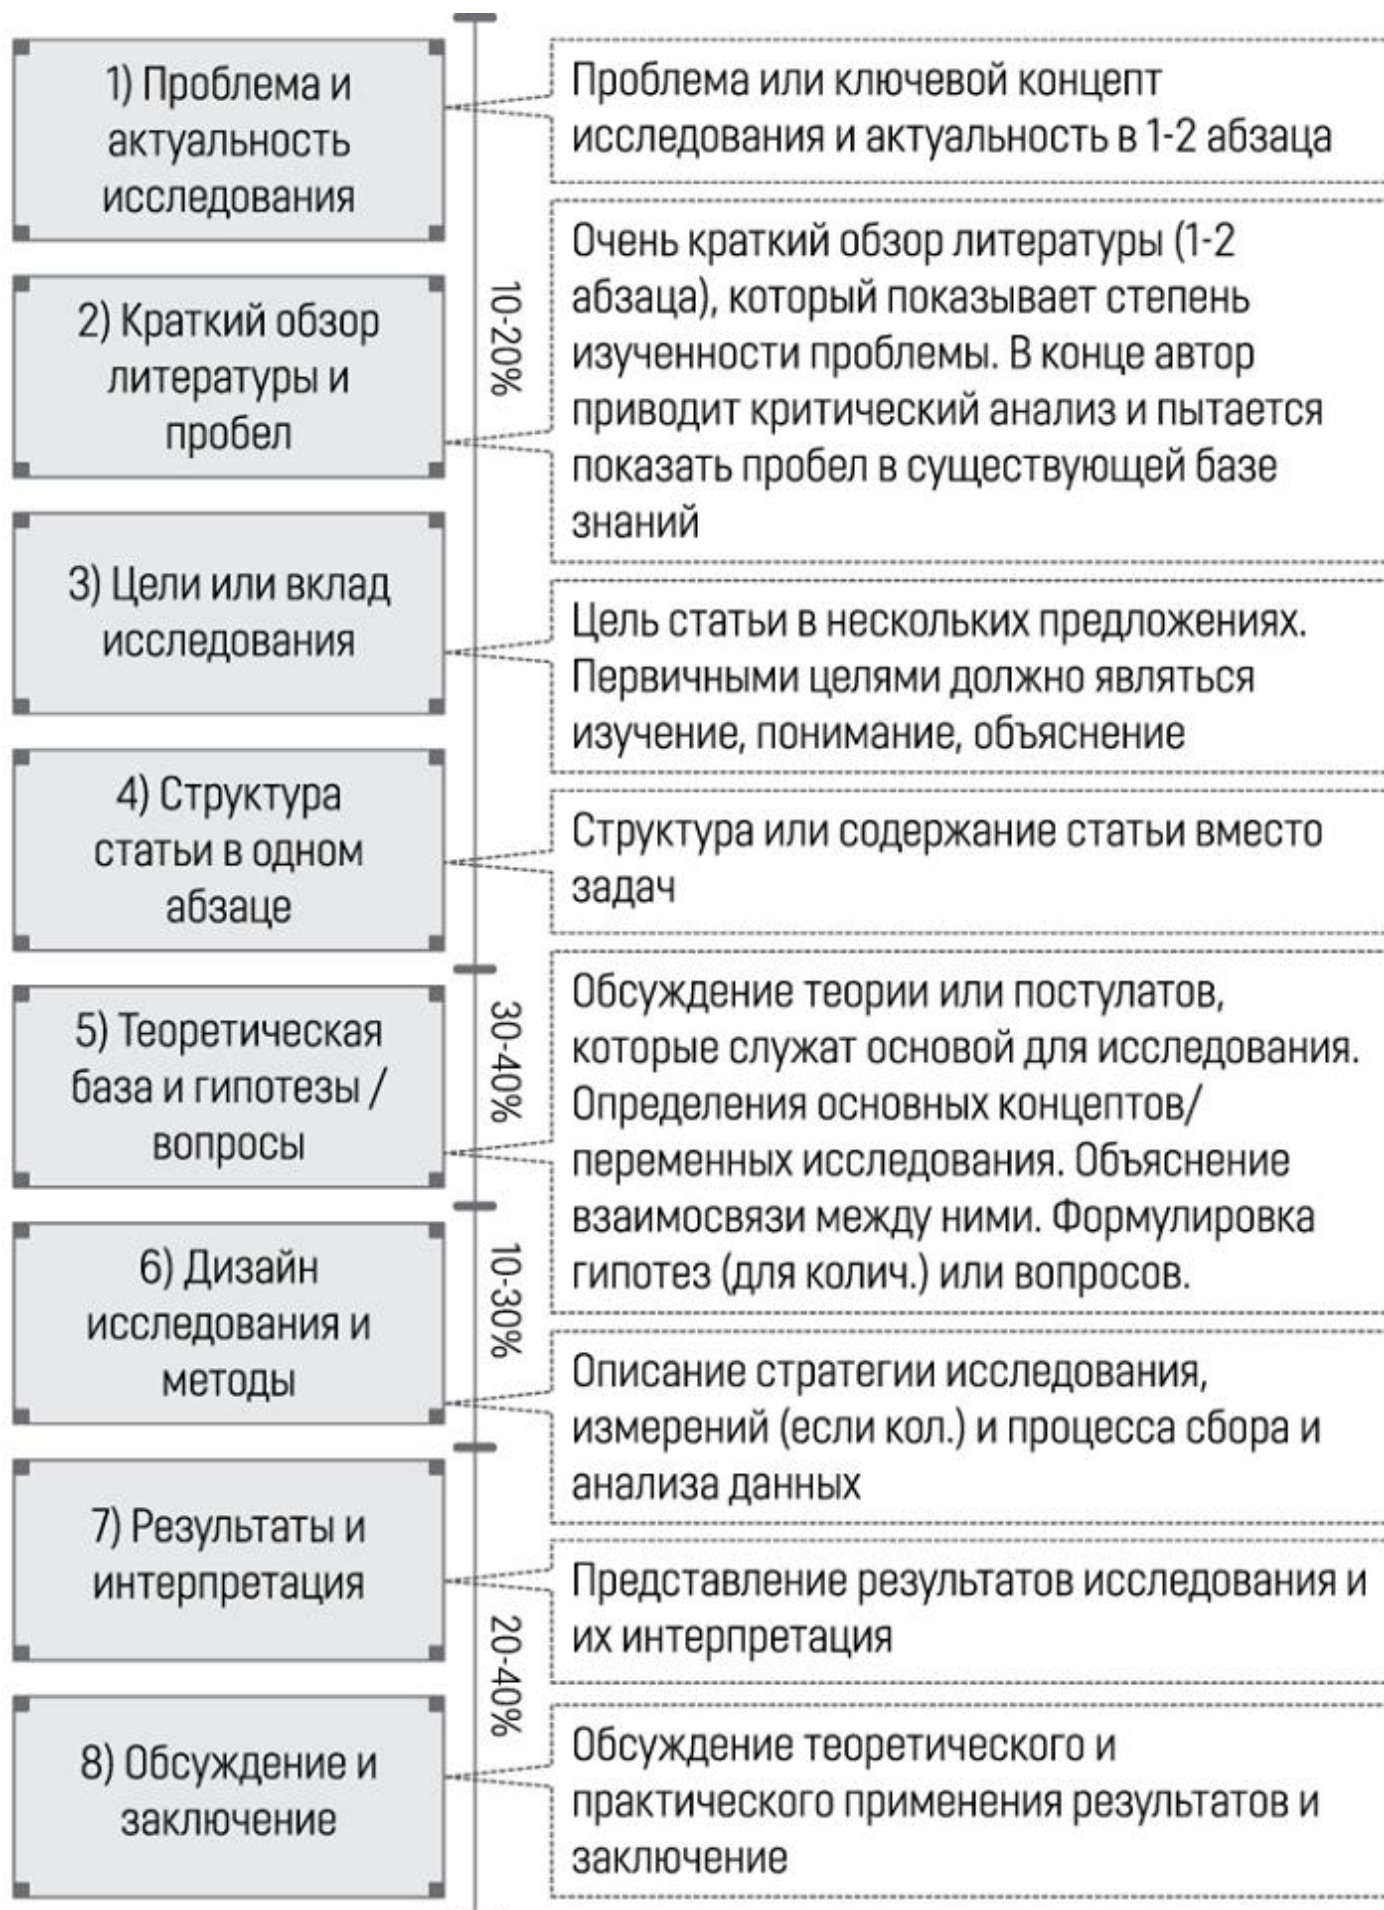 1) Проблема и
актуальность
исследования
Проблема или ключевой концепт
исследования и актуальность в 1-2 абзаца
2) Краткий обзор
литературы и
пробел
10-20%
Очень краткий обзор литературы (1-2
абзаца), который показывает степень
изученности проблемы. В конце автор
приводит критический анализ и пытается
показать пробел в существующей базе
знаний
3) Цели или вклад
исследования
Цель статьи в нескольких предложениях.
Первичными целями должно являться
изучение, понимание, объяснение
4) Структура
статьи в одном
абзаце
Структура или содержание статьи вместо
задач
5) Теоретическая
база и гипотезы /
вопросы
30-40%
Обсуждение теории или постулатов,
которые служат основой для исследования.
Определения основных концептов/
переменных исследования. Объяснение
взаимосвязи между ними. Формулировка
гипотез (для колич.) или вопросов.
6) Дизайн
исследования и
методы
10-30%
Описание стратегии исследования,
измерений (если кол.) и процесса сбора и
анализа данных
7) Результаты и
интерпретация
20-40%
Представление результатов исследования и
их интерпретация
8) Обсуждение и
заключение
Обсуждение теоретического и
практического применения результатов и
заключение